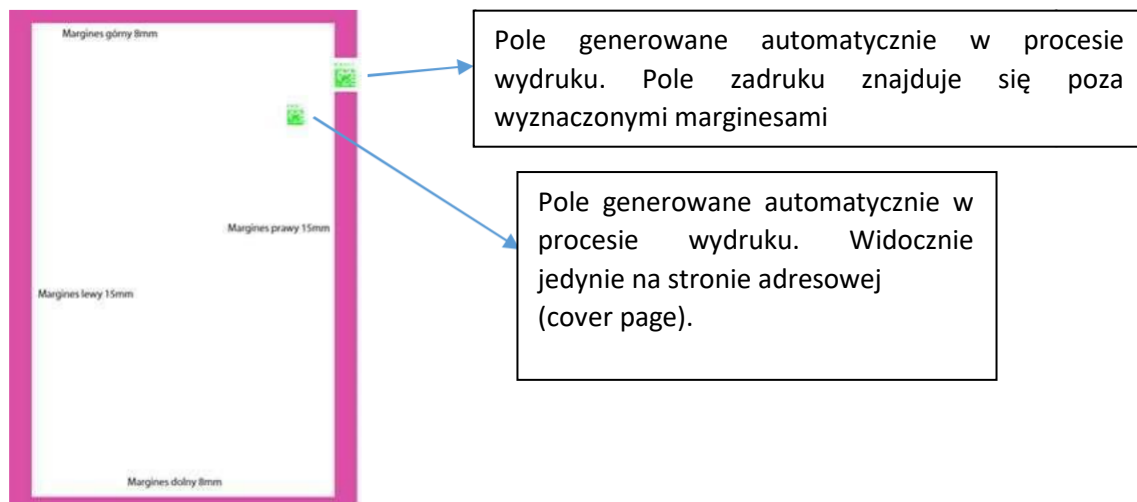 Margines górny 8mm
Pole generowane automatycznie w procesie
wydruku. Pole zadruku znajduje się poza
wyznaczonymi marginesami
Pole generowane automatycznie w
procesie wydruku. Widocznie
jedynie na stronie adresowej
(cover page).
Margines prawy 15mm
Margines lewy 15mm
Margines dolny 8mm